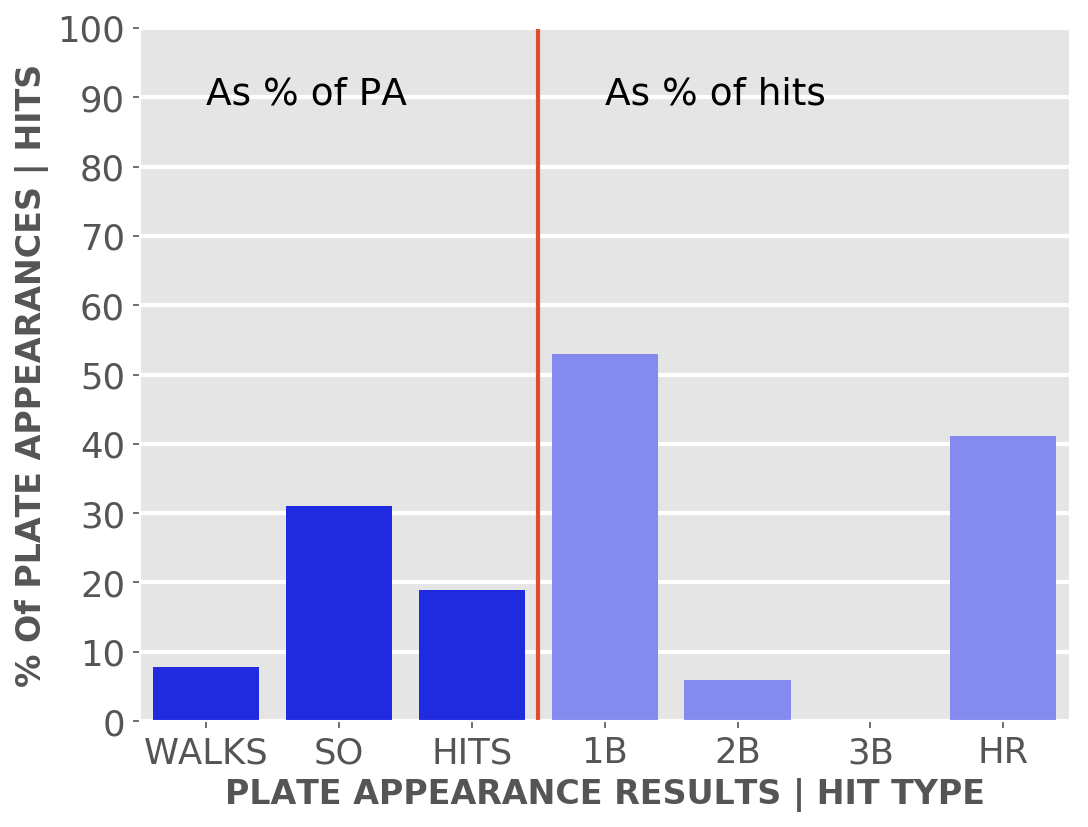 % Of PLATE APPEARANCES | HITS
100
90
80
70
60
50
40
30
20
10
0
As % of PA
As % of hits
WALKS SO HITS 1B 2B 3B HR
PLATE APPEARANCE RESULTS | HIT TYPE